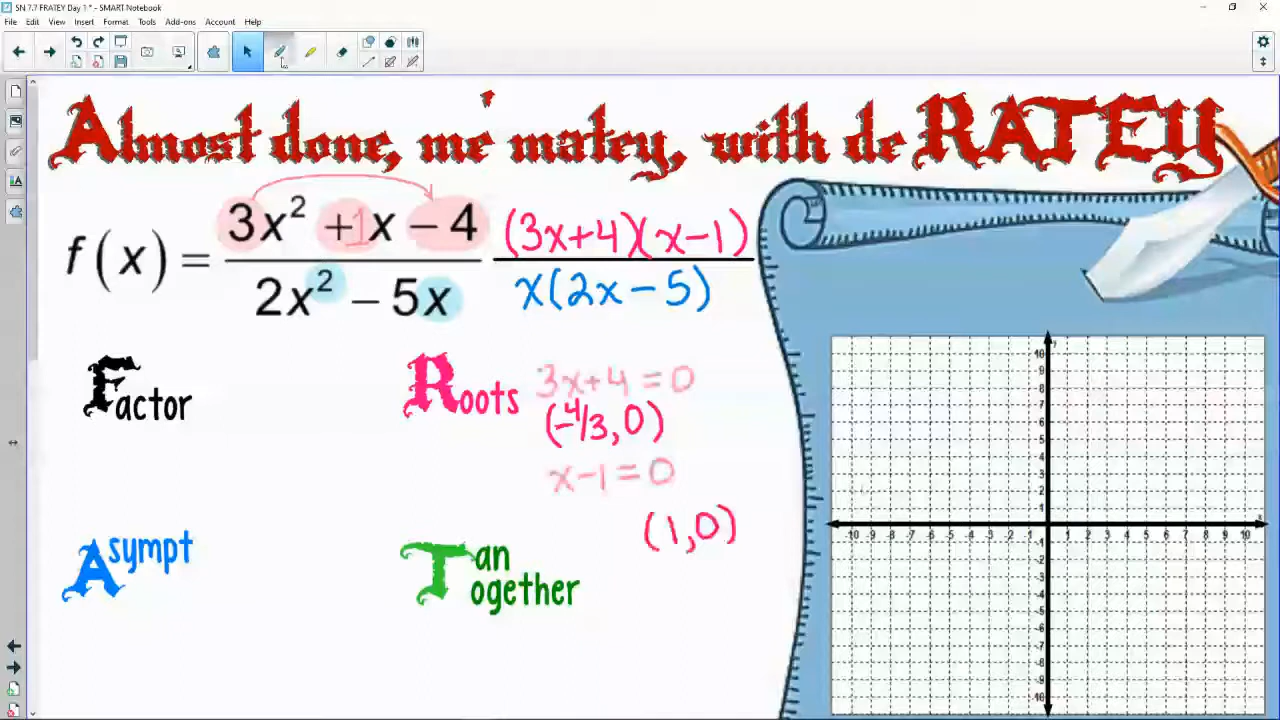 SN 7.7 FRATEY Day 1 * - SMART Notebook
File Edit View Insert Format Tools Add-ons Account Help
Almost done, me matey, with de RATEY
f(x) = 3x² +1x − 4 / 2x² − 5x (3x+4)(x−1) / x(2x−5)
Factor
Roots 3x+4=0
(-4/3,0)
x−1=0
(1,0)
Asympt
Tan
Together
10
9
8
7
6
5
4
3
2
1
-10 -9 -8 -7 -6 -5 -4 -3 -2 -1 1 2 3 4 5 6 7 8 9 10
-1
-2
-3
-4
-5
-6
-7
-8
-9
-10